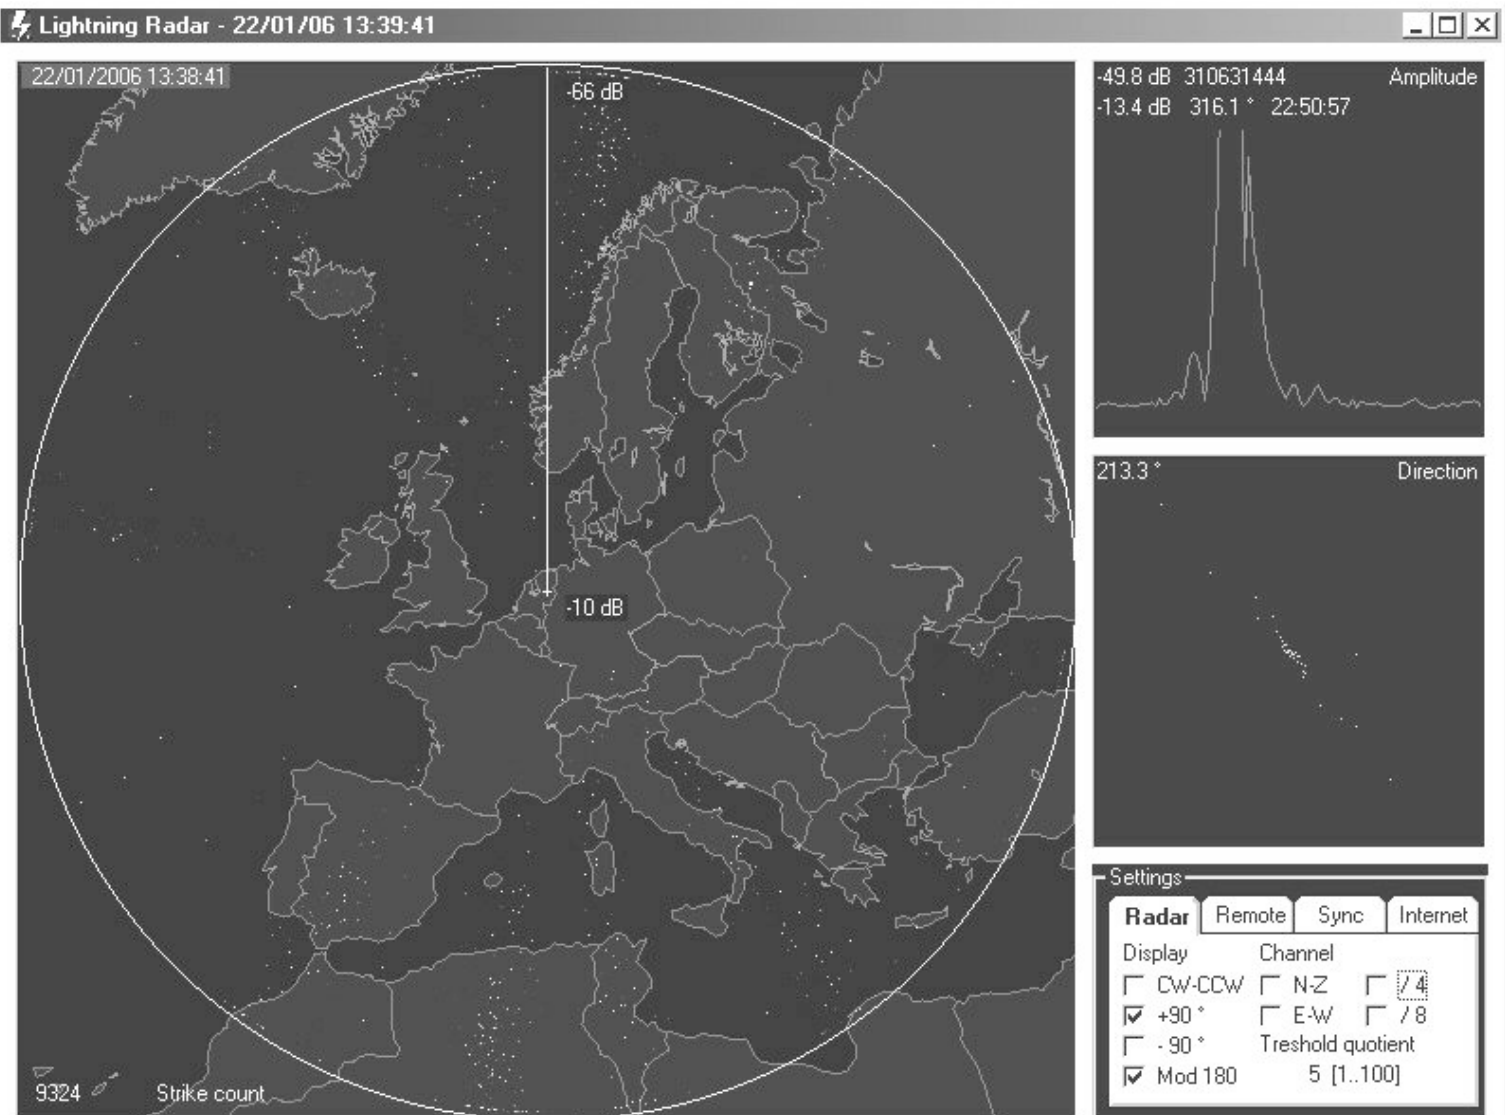 Lightning Radar - 22/01/06 13:39:41
22/01/2006 13:38:41
-66 dB
-10 dB
9324 Strike count
-49.8 dB 310631444 Amplitude
-13.4 dB 316.1 ° 22:50:57
213.3 ° Direction
Settings
Radar Remote Sync Internet
Display Channel
CW-CCW N-Z / 4
+90 ° E-W / 8
- 90 ° Treshold quotient
Mod 180 5 [1..100]